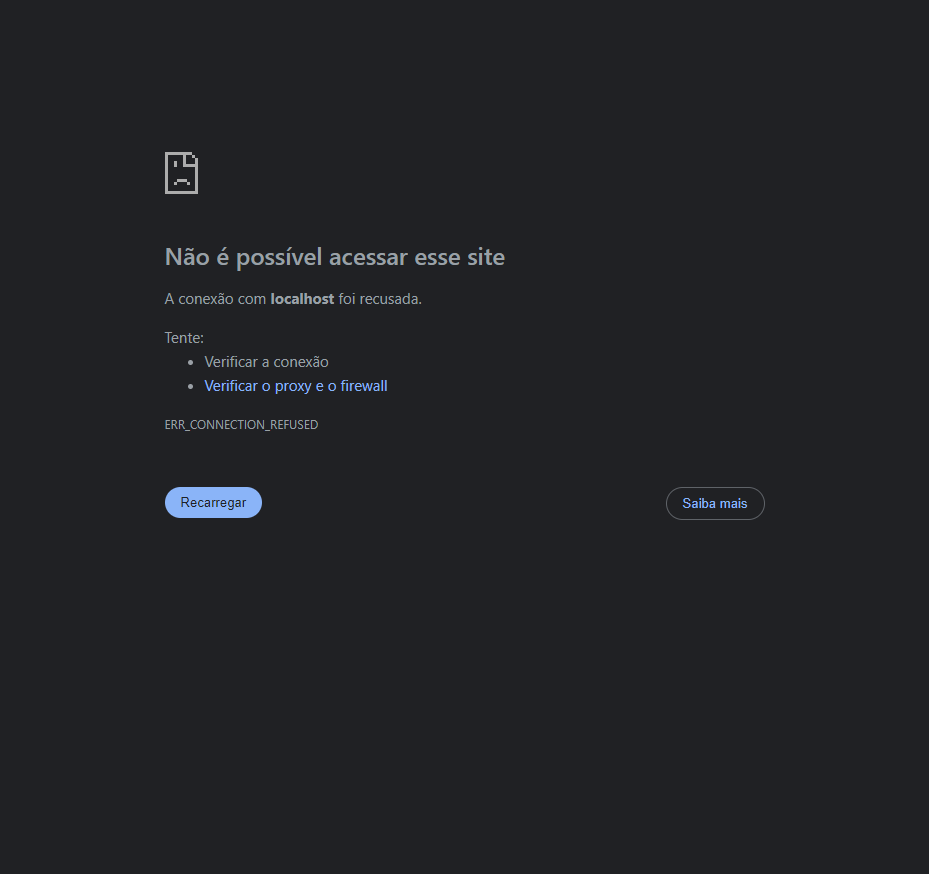 Não é possível acessar esse site
A conexão com localhost foi recusada.
Tente:
• Verificar a conexão
• Verificar o proxy e o firewall
ERR_CONNECTION_REFUSED
Recarregar
Saiba mais